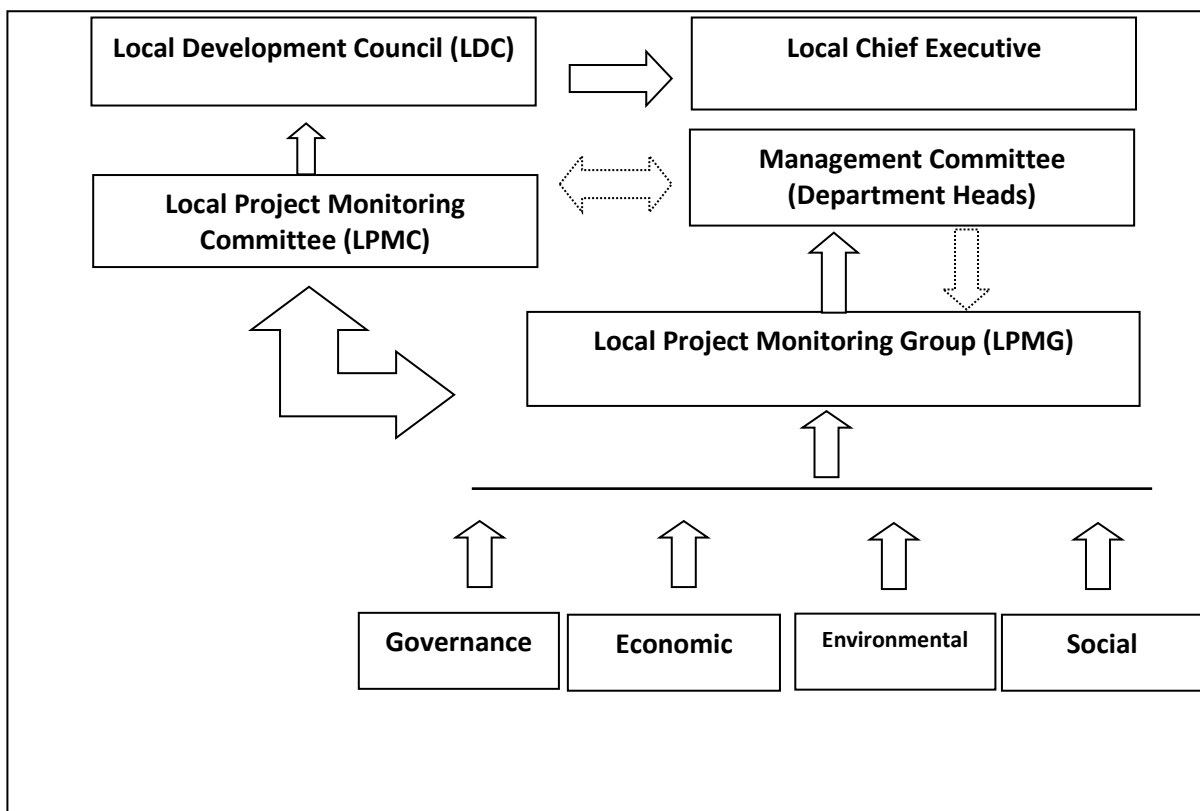 Local Development Council (LDC)
Local Chief Executive
Management Committee
(Department Heads)
Local Project Monitoring
Committee (LPMC)
Local Project Monitoring Group (LPMG)
Governance
Economic
Environmental
Social